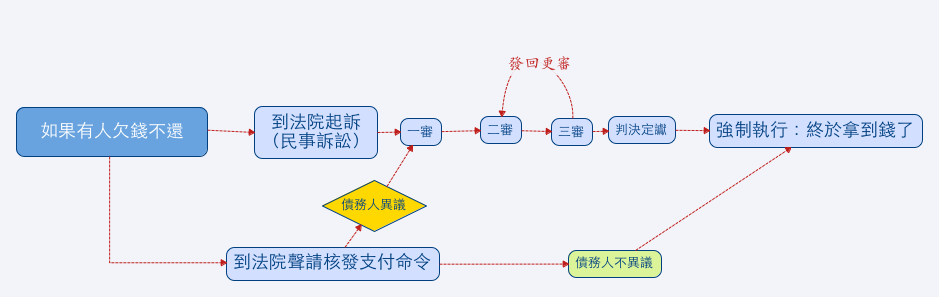 發回更審
如果有人欠錢不還
到法院起訴
（民事訴訟）
一審
二審
三審
判決定讞
強制執行：終於拿到錢了
債務人異議
到法院聲請核發支付命令
債務人不異議